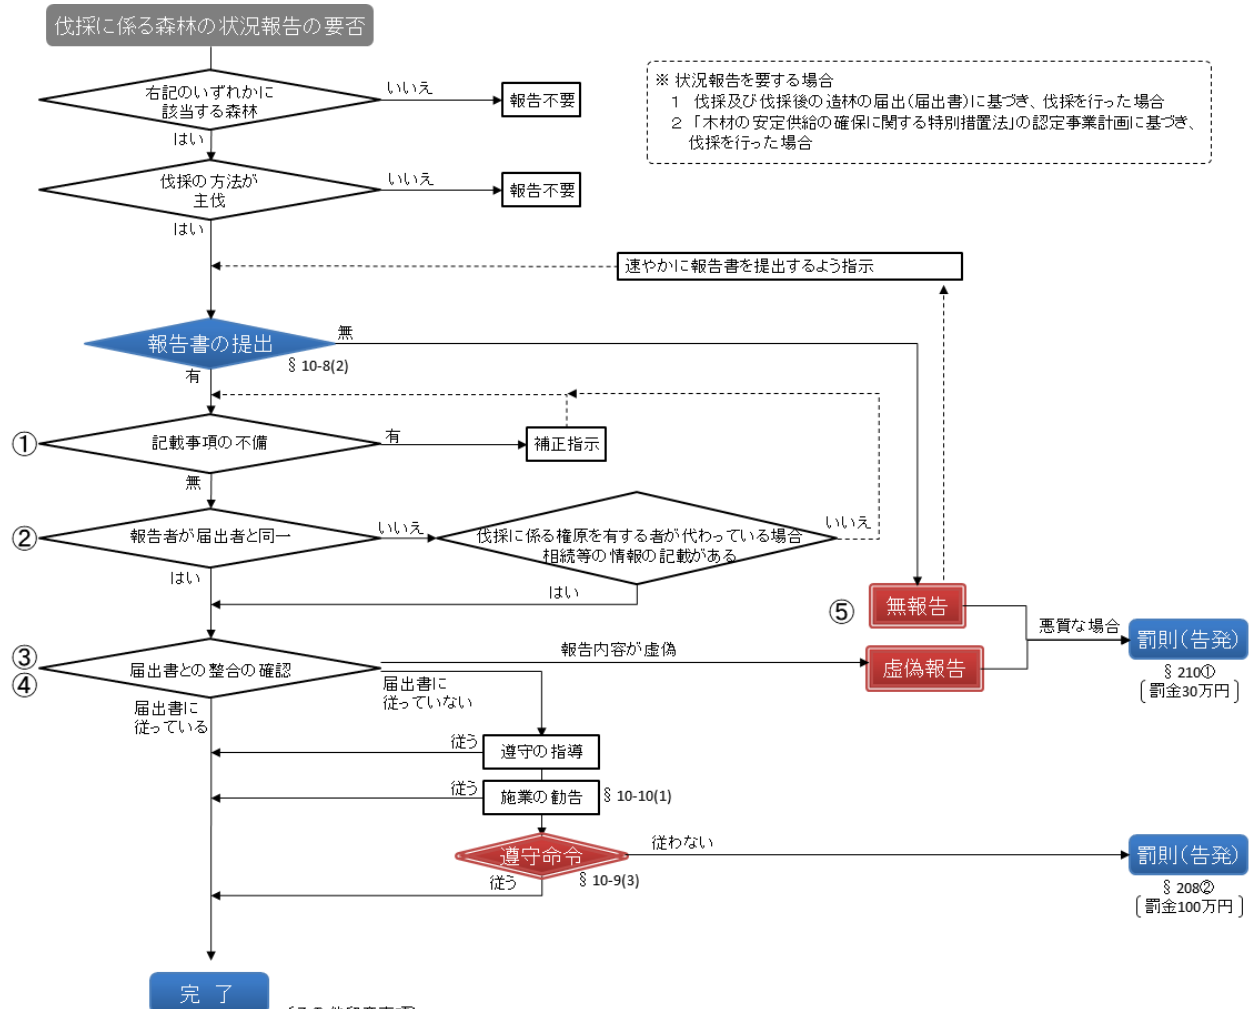 伐採に係る森林の状況報告の要否
右記のいずれかに
該当する森林
いいえ
報告不要
※ 状況報告を要する場合
1 伐採及び伐採後の造林の届出(届出書)に基づき、伐採を行った場合
2 「木材の安定供給の確保に関する特別措置法」の認定事業計画に基づき、
伐採を行った場合
はい
伐採の方法が
主伐
いいえ
報告不要
はい
速やかに報告書を提出するよう指示
報告書の提出
無
§ 10-8(2)
有
①
記載事項の不備
有
補正指示
無
②
報告者が届出者と同一
いいえ
伐採に係る権原を有する者が代わっている場合
相続等の情報の記載がある
いいえ
はい
はい
⑤
無報告
悪質な場合
罰則(告発)
§ 210①
〔罰金30万円〕
③
④
届出書との整合の確認
報告内容が虚偽
虚偽報告
届出書に
従っていない
届出書に
従っている
従う
遵守の指導
従う
施業の勧告
§ 10-10(1)
遵守命令
従わない
§ 10-9(3)
従う
罰則(告発)
§ 208②
〔罰金100万円〕
完 了